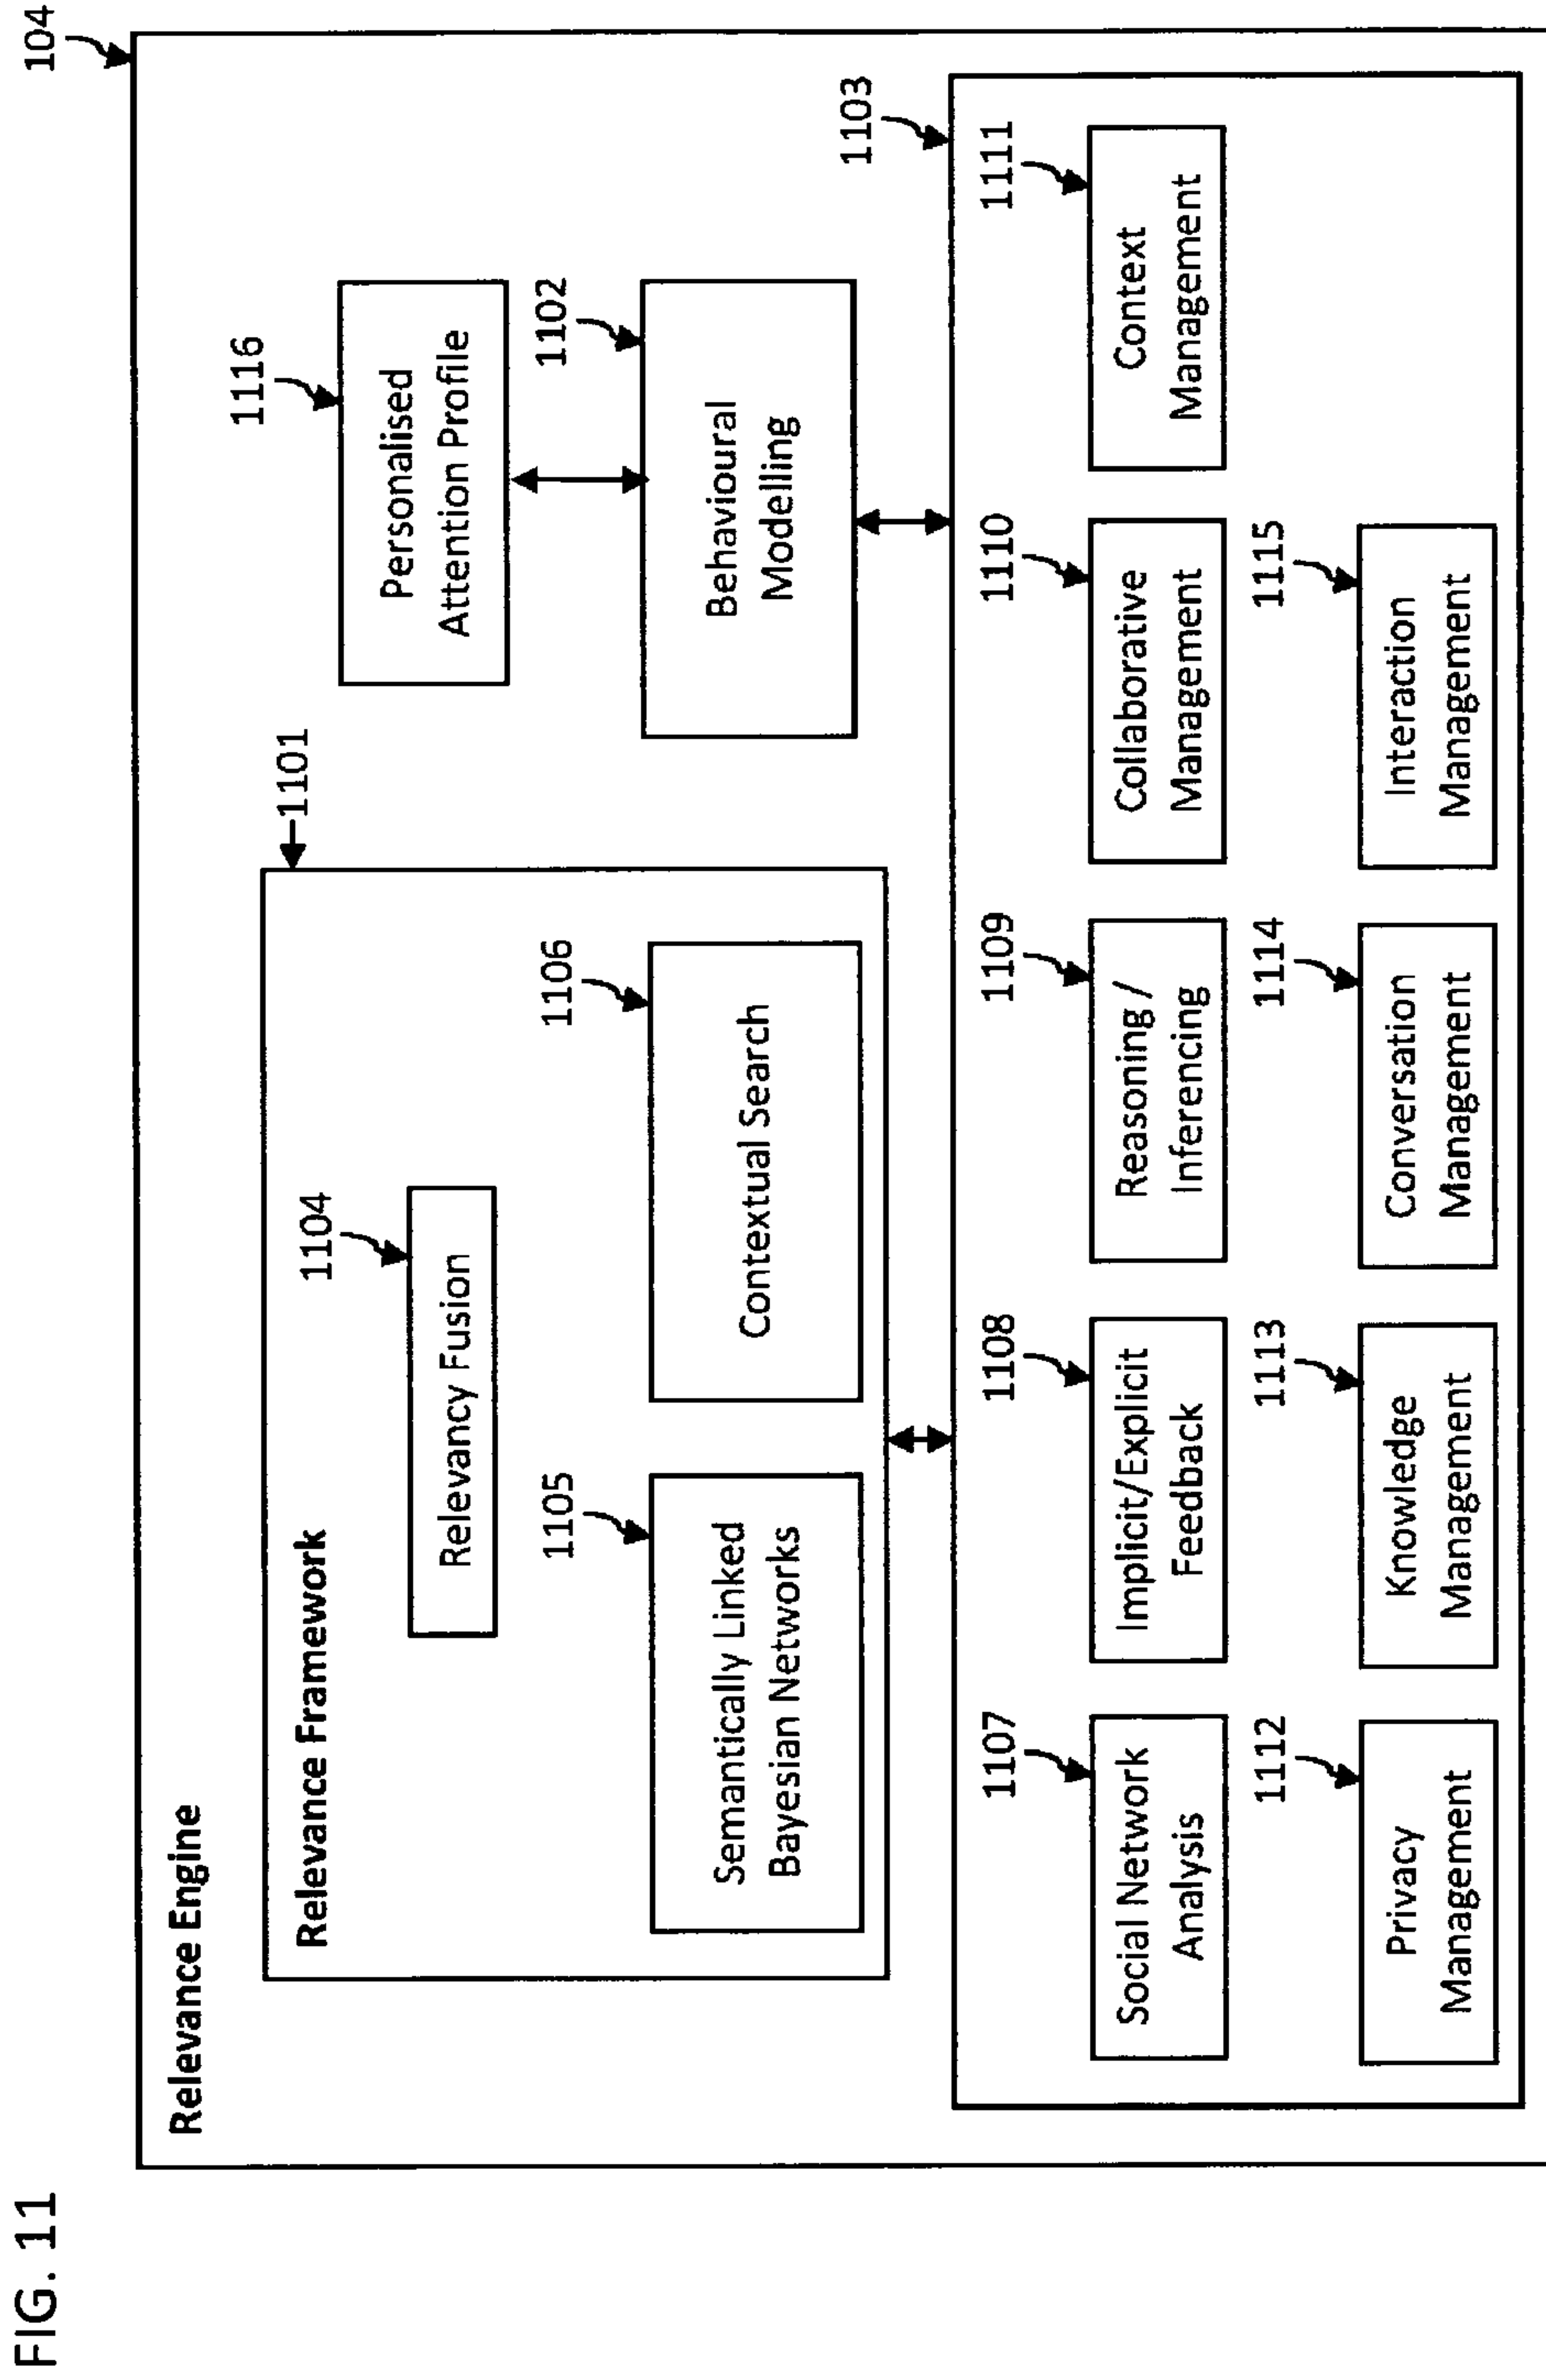 FIG. 11
104
Relevance Engine
1101
Relevance Framework
1104
Relevancy Fusion
1105
Semantically Linked
Bayesian Networks
1106
Contextual Search
1116
Personalised
Attention Profile
1102
Behavioural
Modelling
1103
1107
Social Network
Analysis
1108
Implicit/Explicit
Feedback
1109
Reasoning /
Inferencing
1110
Collaborative
Management
1111
Context
Management
1112
Privacy
Management
1113
Knowledge
Management
1114
Conversation
Management
1115
Interaction
Management